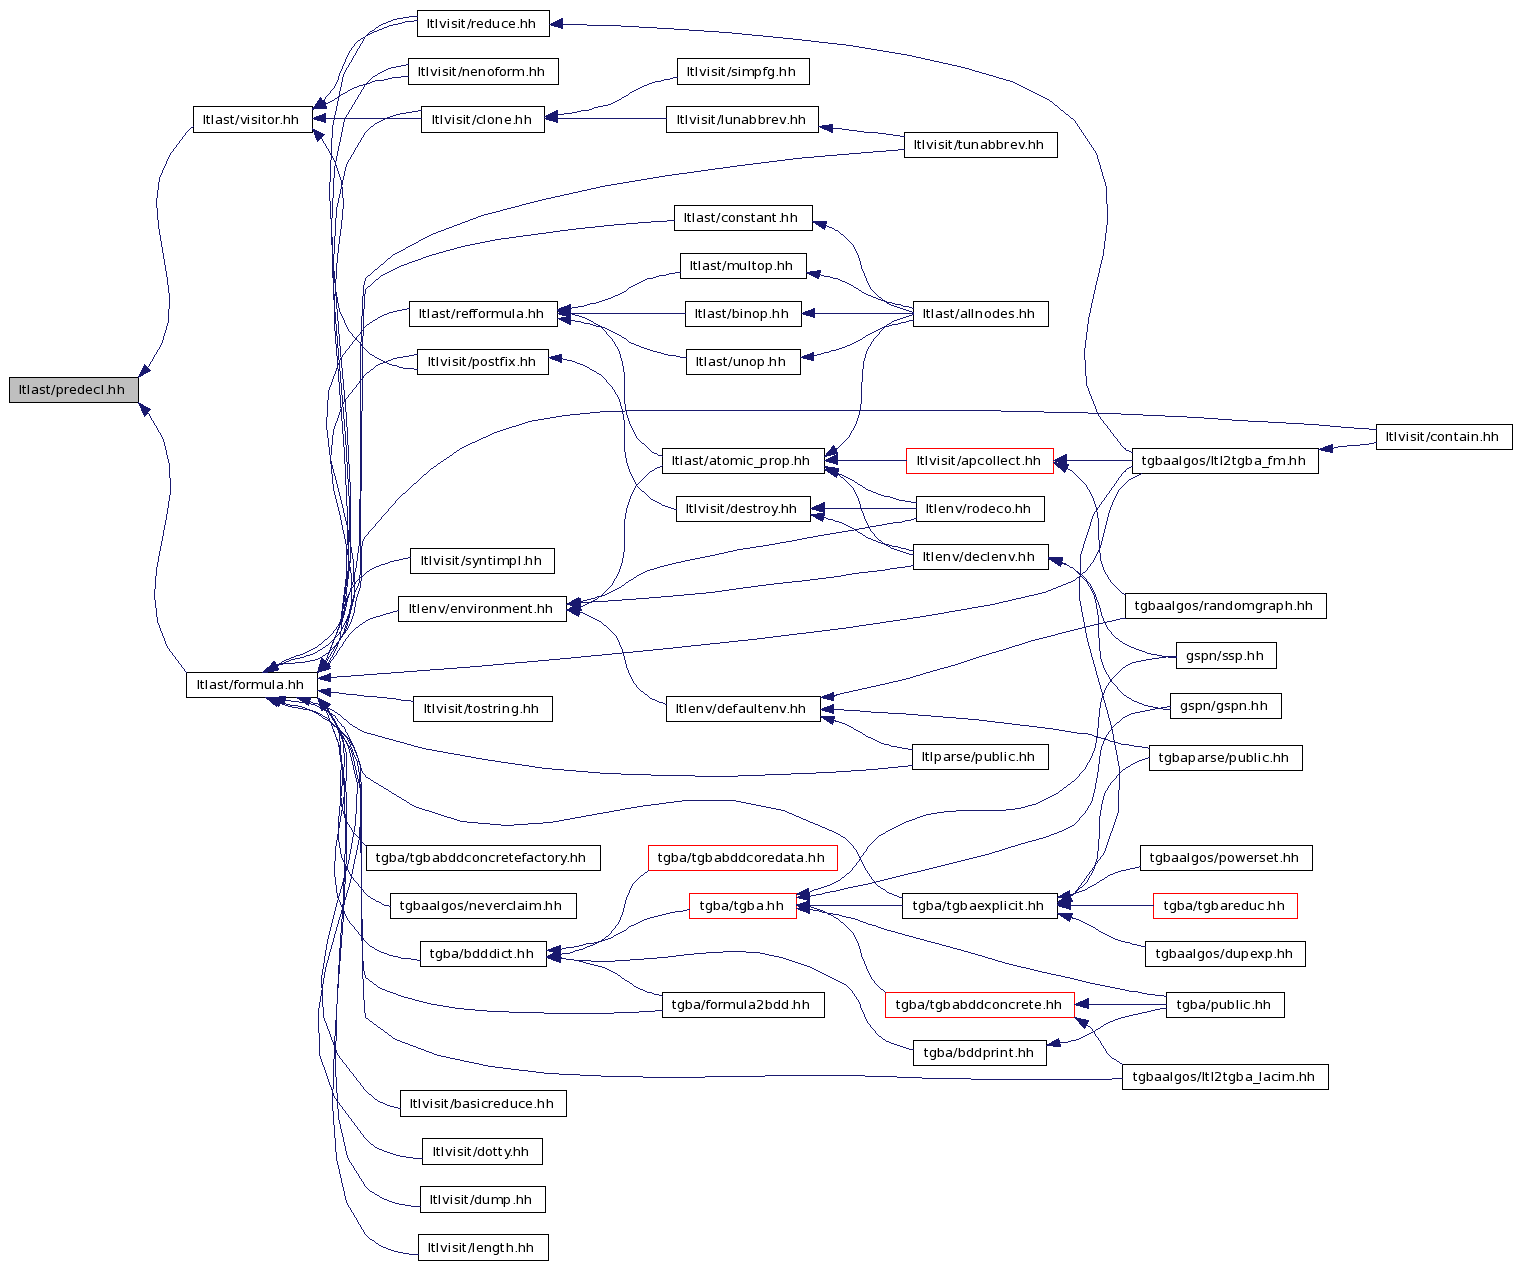 ltlvisit/reduce.hh
ltlvisit/nenoform.hh
ltlvisit/simpfg.hh
ltlast/visitor.hh
ltlvisit/clone.hh
ltlvisit/lunabbrev.hh
ltlvisit/tunabbrev.hh
ltlast/constant.hh
ltlast/multop.hh
ltlast/refformula.hh
ltlast/binop.hh
ltlast/allnodes.hh
ltlvisit/postfix.hh
ltlast/unop.hh
ltlast/predecl.hh
ltlvisit/contain.hh
ltlast/atomic_prop.hh
ltlvisit/apcollect.hh
tgbaalgos/ltl2tgba_fm.hh
ltlvisit/destroy.hh
ltlenv/rodeco.hh
ltlvisit/syntimpl.hh
ltlenv/declenv.hh
ltlenv/environment.hh
tgbaalgos/randomgraph.hh
gspn/ssp.hh
ltlast/formula.hh
ltlvisit/tostring.hh
ltlenv/defaultenv.hh
gspn/gspn.hh
ltlparse/public.hh
tgbaparse/public.hh
tgba/tgbabddconcretefactory.hh
tgba/tgbabddcoredata.hh
tgbaalgos/powerset.hh
tgbaalgos/neverclaim.hh
tgba/tgba.hh
tgba/tgbaexplicit.hh
tgba/tgbareduc.hh
tgba/bdddict.hh
tgbaalgos/dupexp.hh
tgba/formula2bdd.hh
tgba/tgbabddconcrete.hh
tgba/public.hh
tgba/bddprint.hh
tgbaalgos/ltl2tgba_lacim.hh
ltlvisit/basicreduce.hh
ltlvisit/dotty.hh
ltlvisit/dump.hh
ltlvisit/length.hh